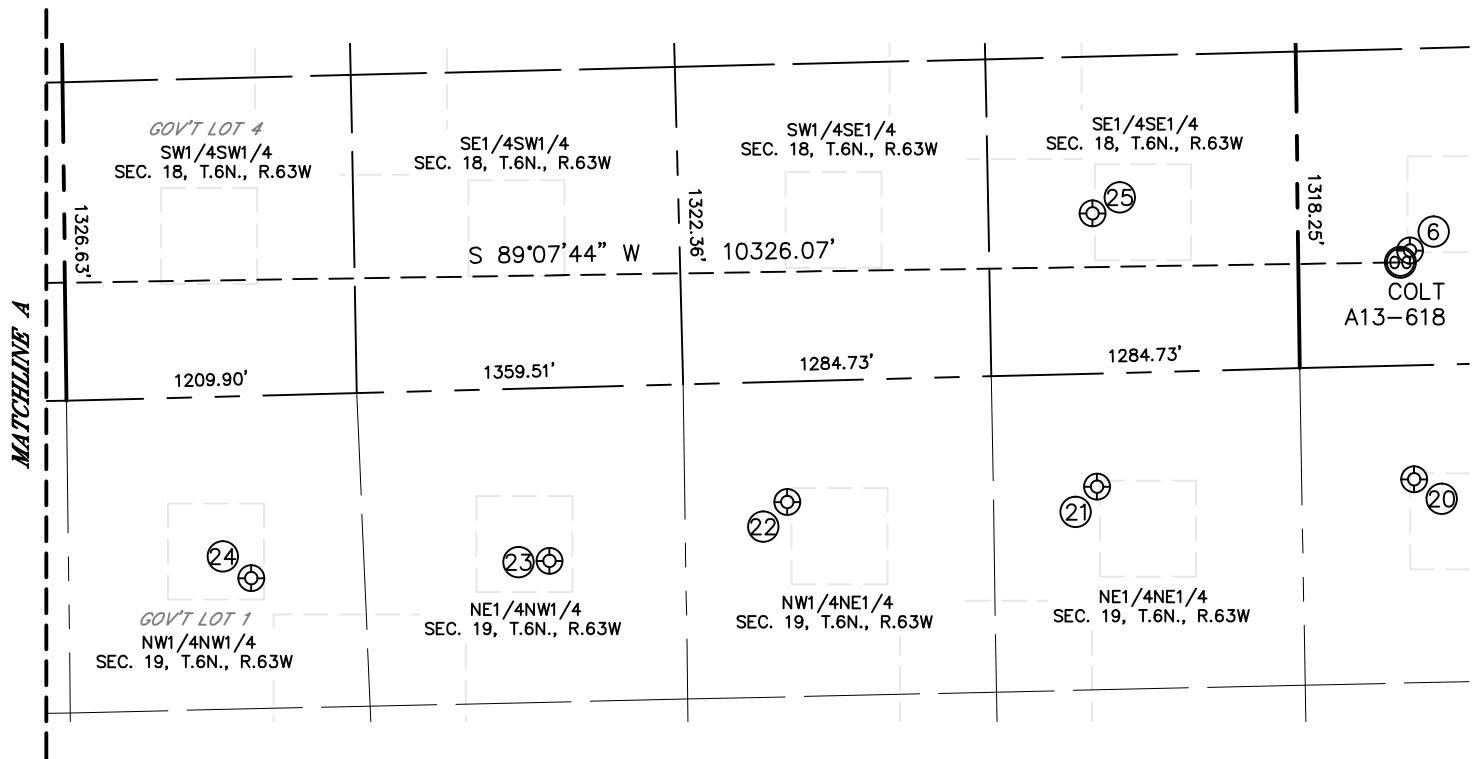 GOV'T LOT 4
SW1/4SW1/4
SEC. 18, T.6N., R.63W
SE1/4SW1/4
SEC. 18, T.6N., R.63W
SW1/4SE1/4
SEC. 18, T.6N., R.63W
SE1/4SE1/4
SEC. 18, T.6N., R.63W
25
6
1326.63'
1322.36'
1318.25'
S 89°07'44" W 10326.07'
COLT
A13-618
MATCHLINE A
1209.90'
1359.51'
1284.73'
1284.73'
24
23
22
21
20
GOV'T LOT 1
NW1/4NW1/4
SEC. 19, T.6N., R.63W
NE1/4NW1/4
SEC. 19, T.6N., R.63W
NW1/4NE1/4
SEC. 19, T.6N., R.63W
NE1/4NE1/4
SEC. 19, T.6N., R.63W